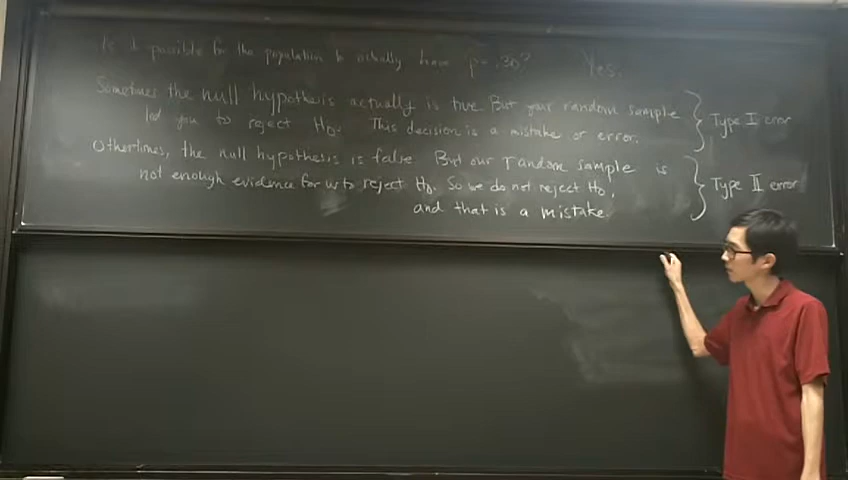 Is it possible for the population to actually have p = .30? Yes.
Sometimes the null hypothesis actually is true. But your random sample
led you to reject H₀. This decision is a mistake or error.
Type I error
Othertimes, the null hypothesis is false. But our random sample is
not enough evidence for us to reject H₀. So we do not reject H₀,
and that is a mistake.
Type II error